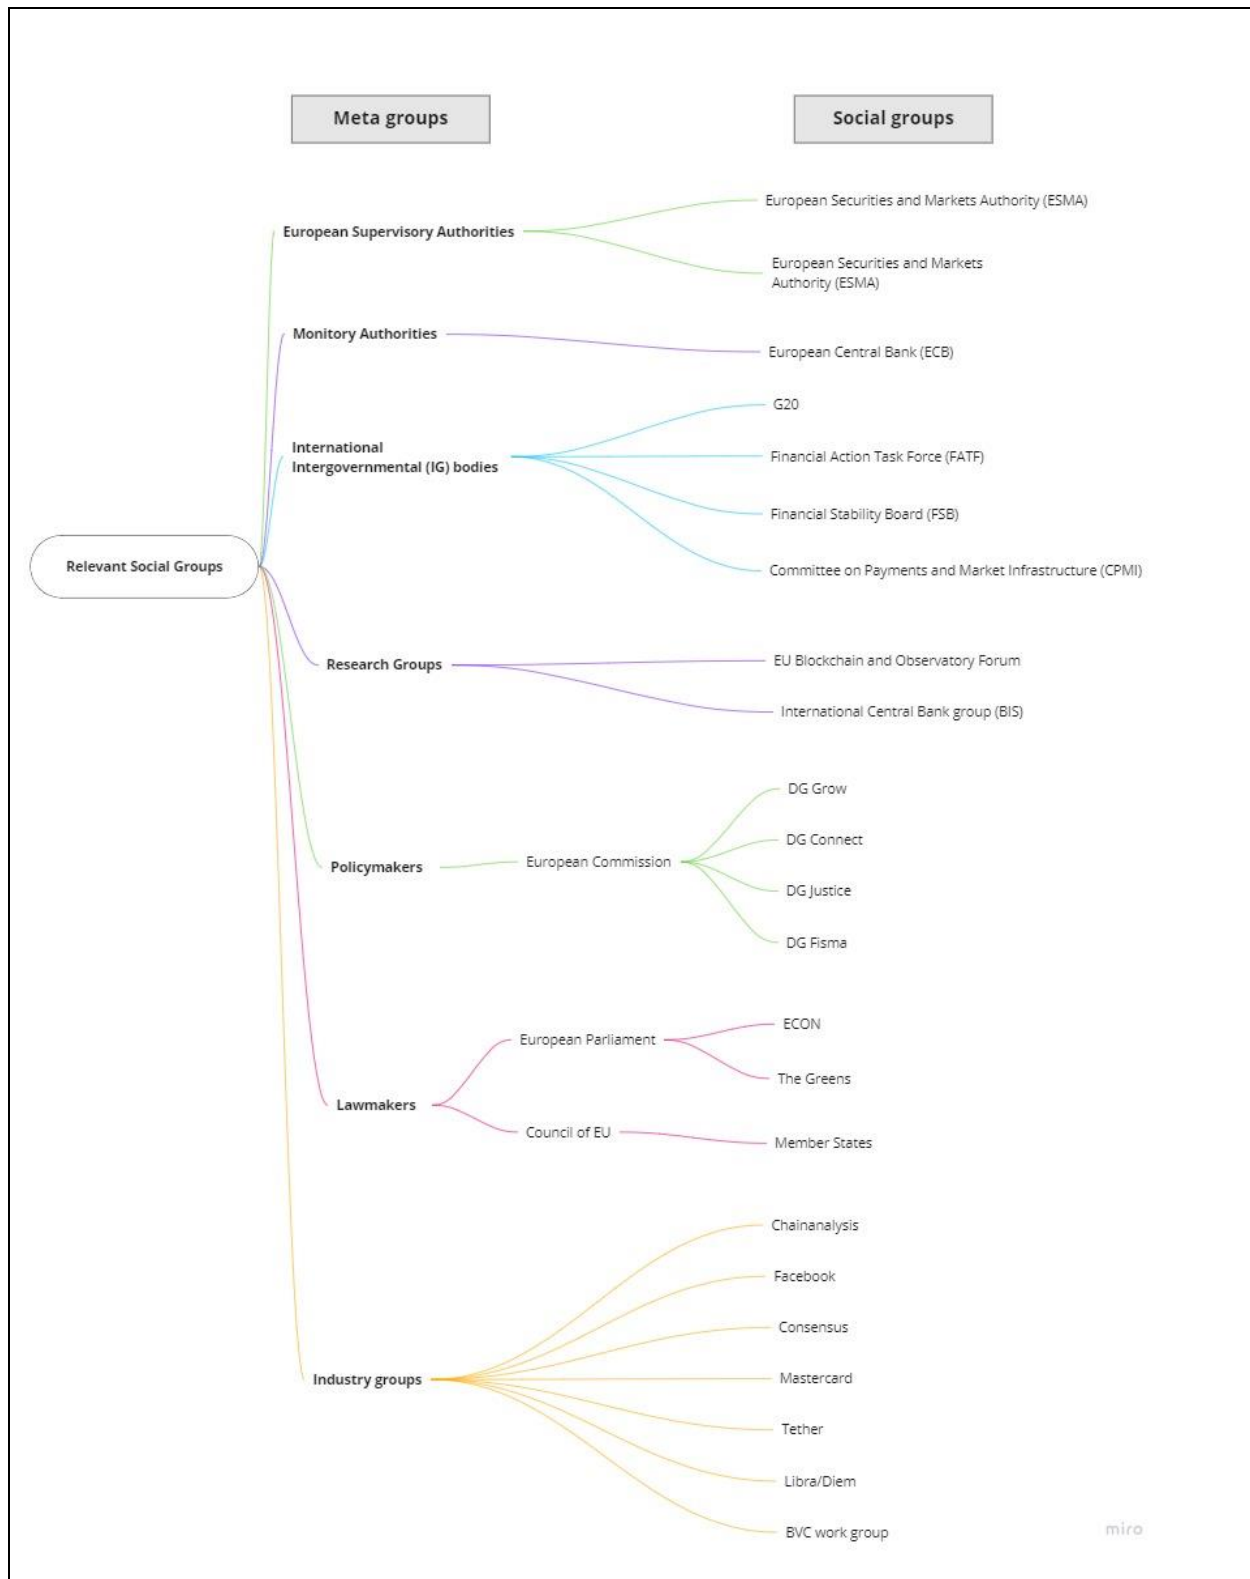 Meta groups
Social groups
European Supervisory Authorities
European Securities and Markets Authority (ESMA)
European Securities and Markets
Authority (ESMA)
Monitory Authorities
European Central Bank (ECB)
International
Intergovernmental (IG) bodies
G20
Financial Action Task Force (FATF)
Financial Stability Board (FSB)
Committee on Payments and Market Infrastructure (CPMI)
Relevant Social Groups
Research Groups
EU Blockchain and Observatory Forum
International Central Bank group (BIS)
Policymakers
European Commission
DG Grow
DG Connect
DG Justice
DG Fisma
Lawmakers
European Parliament
ECON
The Greens
Council of EU
Member States
Industry groups
Chainanalysis
Facebook
Consensus
Mastercard
Tether
Libra/Diem
BVC work group
miro